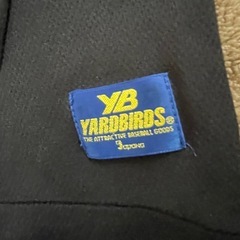 YB
YARDBIRDS®
THE ATTRACTIVE BASEBALL GOODS